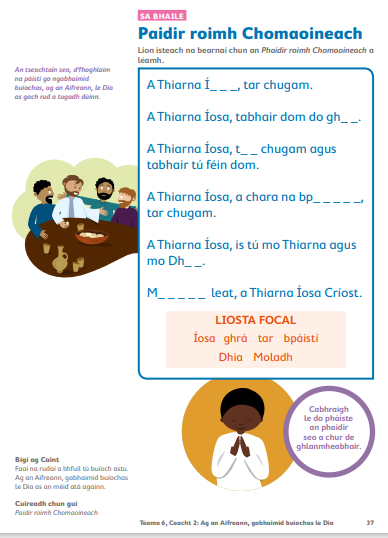 SA BHAILE
Paidir roimh Chomaoineach
Líon isteach na bearnaí chun an Paidir roimh Chomaoineach a
léamh.
An tseachtain seo, d'fhoghlaim
na páistí go ngabhaimid
buíochas, ag an Aifreann, le Dia
as gach rud a tugadh dúinn.
A Thiarna Í_ _ _, tar chugam.
A Thiarna Íosa, tabhair dom do gh_ _.
A Thiarna Íosa, t_ _ chugam agus
tabhair tú féin dom.
A Thiarna Íosa, a chara na bp_ _ _ _ _,
tar chugam.
A Thiarna Íosa, is tú mo Thiarna agus
mo Dh_ _.
M_ _ _ _ _ leat, a Thiarna Íosa Críost.
LIOSTA FOCAL
Íosa ghrá tar bpáistí
Dhia Moladh
Cabhraigh
le do pháiste
an phaidir
seo a chur de
ghlanmheabhair.
Bígí ag Caint
Faoi na rudaí a bhfuil tú buíoch astu.
Ag an Aifreann, gabhaimid buíochas
le Dia as an méid atá againn.
Cuireadh chun guí
Paidir roimh Chomaoineach
Téama 6, Ceacht 2: Ag an Aifreann, gabhaimid buíochas le Dia 37